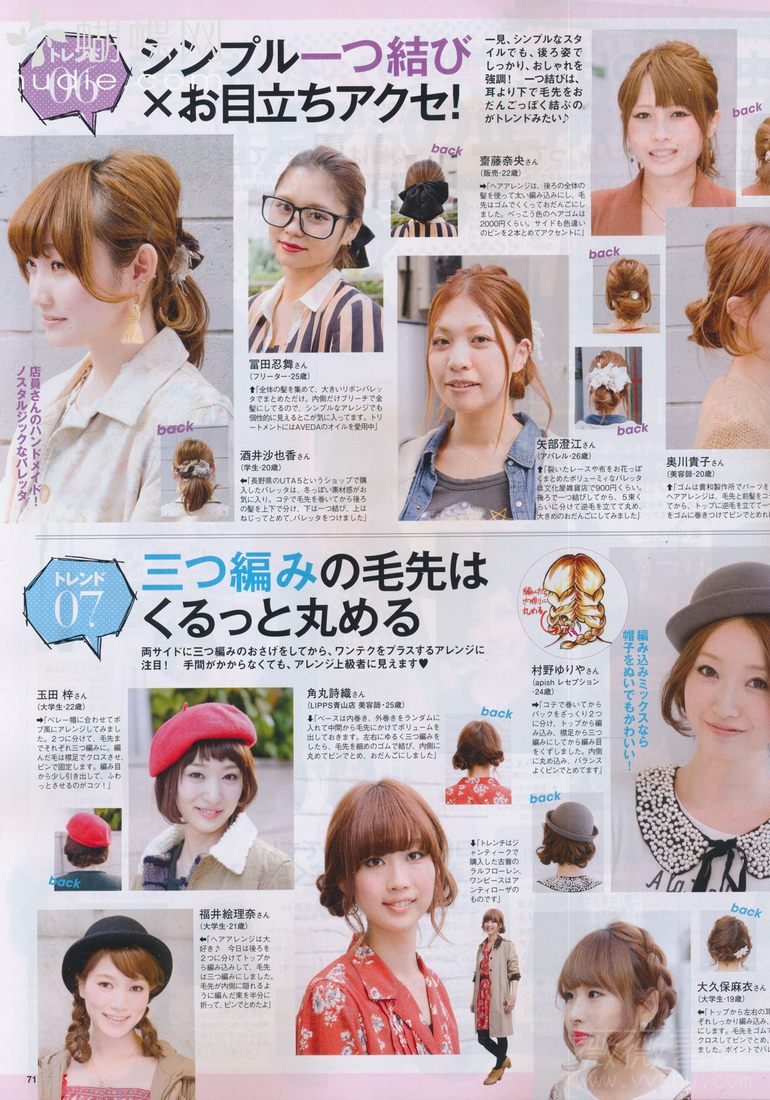 蝴蝶网
hudie
トレンド
06
シンプル一つ結び
×お目立ちアクセ!
一見、シンプルなスタ
イルでも、後ろ姿で
しっかり、おしゃれを
強調! 一つ結びは、
耳より下で毛先をお
だんごっぽく結ぶの
がトレンドみたい♪
back
齋藤奈央さん
(販売・22歳)
➡「ヘアアレンジは、後ろの全体の
髪を使って太い編み込みにし、毛
先はゴムでくくっておだんごにし
ました。べっこう色のヘアゴムは
2000円くらい。サイドも色違い
のピンを2本とめてアクセントに」
back
back
冨田忍舞さん
(フリーター・25歳)
⬆「全体の髪を集めて、大きいリボンバレッ
タでまとめただけ。内側だけブリーチで金
髪にしてるので、シンプルなアレンジでも
個性的に見えるとこが気に入ってます。トリ
ートメントにはAVEDAのオイルを愛用中」
店員さんのハンドメイド!
ノスタルジックなバレッタ
back
酒井沙也香さん
(学生・20歳)
⬅「長野県のUTA5というショップで購
入したバレッタは、冬っぽい素材感がお
気に入り。コテで毛先を巻いてから後ろ
の髪を上下で分け、下は一つ結び、上は
ねじってとめて、バレッタをつけました」
back
矢部澄江さん
(アパレル・26歳)
⬆「裂いたレースや布をお花っぽ
くまとめたボリューミィなバレッタ
は文化屋雑貨店で900円くらい。
後ろで一つ結びしてから、5束く
らいに分けて逆毛を立てて丸め、
大きめのおだんごにしてみました」
奥川貴子さん
(美容師・20歳)
⬆「ゴムは貴和製作所でパーツを
ヘアアレンジは、毛先と前髪をコ
てから、トップに逆毛を立てて一
をゴムに巻きつけてピンでとめれ
トレンド
07
三つ編みの毛先は
くるっと丸める
両サイドに三つ編みのおさげをしてから、ワンテクをプラスするアレンジに
注目! 手間がかからなくても、アレンジ上級者に見えます♥
玉田 梓さん
(大学生・22歳)
➡「ベレー帽に合わせてボ
ブ風にアレンジしてみまし
た。2つに分けて、毛先ま
でそれぞれ三つ編みに。編
んだ毛は襟足でクロスさせ、
ピンで固定します。編み目
から少し引き出して、ふわ
っとさせるのがコツ!」
back
角丸詩織さん
(LIPPS青山店 美容師・25歳)
⬇「ベースは内巻き、外巻きをランダムに
入れて中間から毛先にかけてボリューム
を出しておきます。左右にゆるく三つ編みを
したら、毛先を細めのゴムで結び、内側に
丸めてピンでとめ、おだんごにしました」
back
村野ゆりやさん
(apish レセプション
・24歳)
➡「コテで巻いてから
バックをざっくり2つ
に分け、トップから編
み込み、襟足から三つ
編みにしてから編み目
をくずしました。内側
に丸め込み、バランス
よくピンでとめてます」
編み込みミックスなら
帽子をぬいでもかわいい!
back
⬇「トレンチはジ
ャンティークで
購入した古着の
ラルフローレン、
ワンピースはア
ンティローザの
ものです」
福井絵理奈さん
(大学生・21歳)
⬅「ヘアアレンジは大
好き♪ 今日は後ろを
2つに分けてトップか
ら編み込みして、毛先
は三つ編みにしました。
毛先が内側に隠れるよ
うに編んだ束を半分に
折って、ピンでとめたよ」
back
大久保麻衣さん
(大学生・19歳)
⬅「トップから左右の耳
ぞれしっかり編み込み、
にします。毛先をゴムで
クロスしてピンでとめ、
ました。ポイントでパレ
71